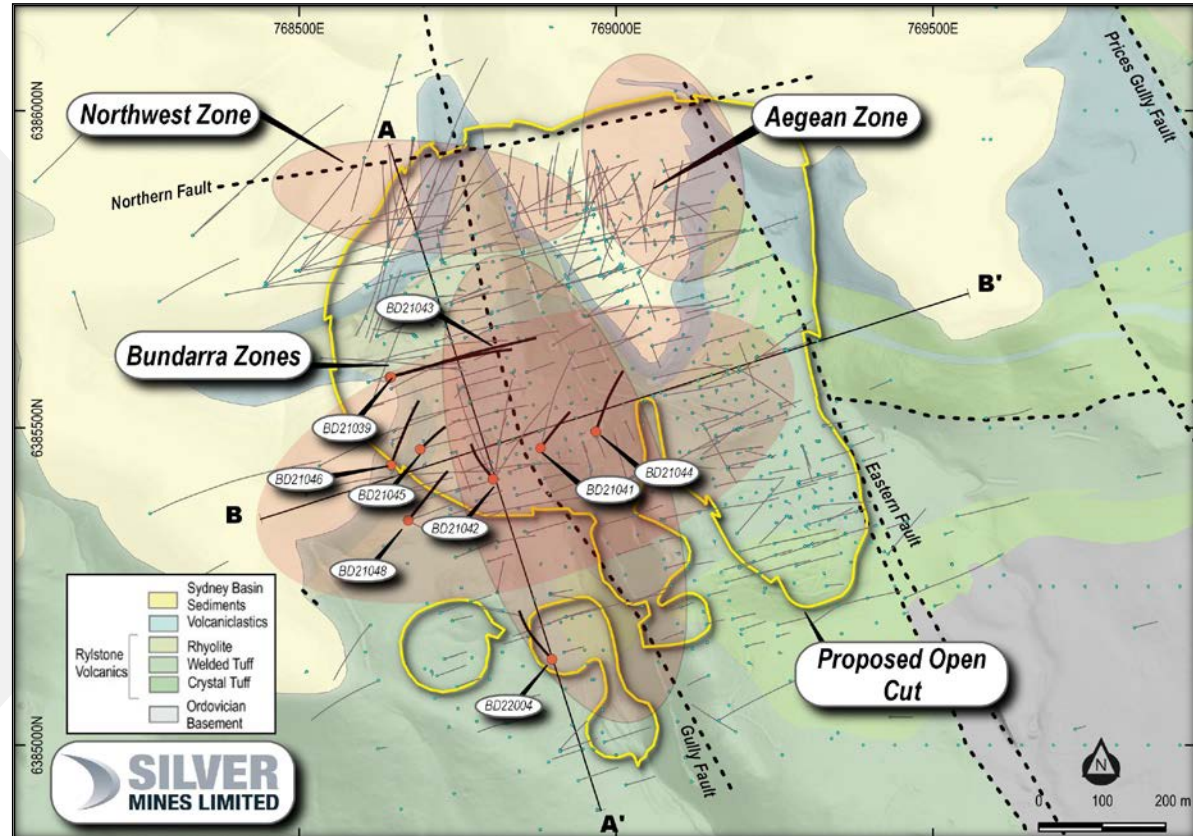 768500E
769000E
769500E
6386000N
6385500N
6385000N
Northwest Zone
A
Aegean Zone
Prices Gully Fault
Northern Fault
B'
BD21043
Bundarra Zones
BD21039
BD21046
BD21045
BD21041
BD21044
B
BD21042
BD21048
Eastern Fault
Sydney Basin
Sediments
Volcaniclastics
Rylstone
Volcanics
Rhyolite
Welded Tuff
Crystal Tuff
Ordovician
Basement
Proposed Open
Cut
BD22004
Gully Fault
SILVER
MINES LIMITED
A'
N
0 100 200 m